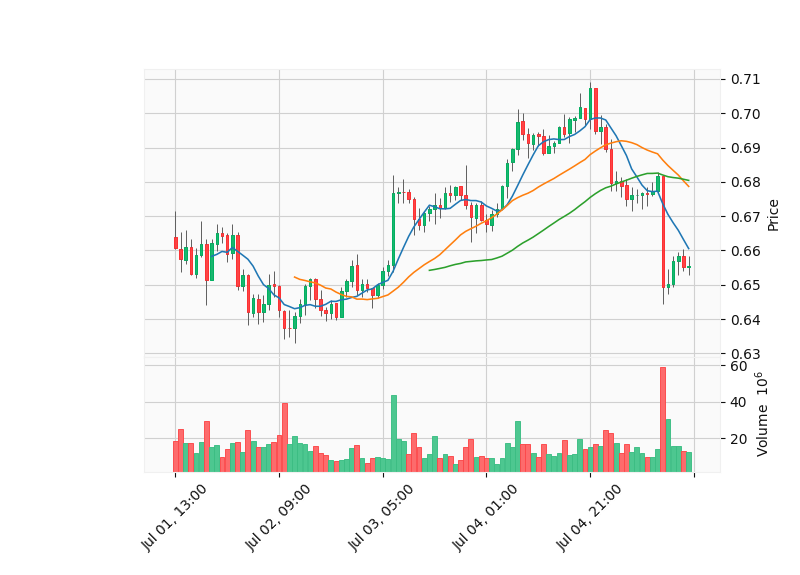 0.71
0.70
0.69
0.68
0.67
0.66
0.65
0.64
0.63
Price
60
40
20
Volume 10^6
Jul 01, 13:00
Jul 02, 09:00
Jul 03, 05:00
Jul 04, 01:00
Jul 04, 21:00